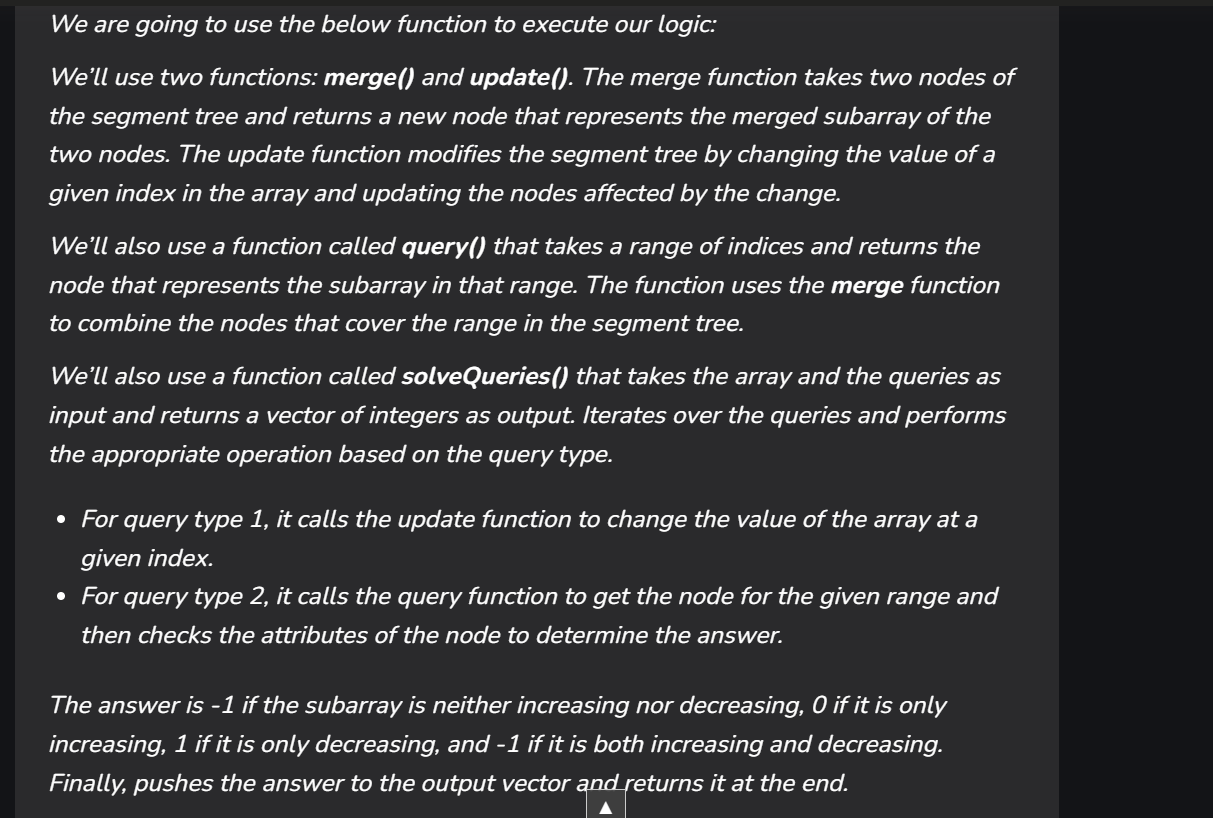 We are going to use the below function to execute our logic:
We’ll use two functions: merge() and update(). The merge function takes two nodes of
the segment tree and returns a new node that represents the merged subarray of the
two nodes. The update function modifies the segment tree by changing the value of a
given index in the array and updating the nodes affected by the change.
We’ll also use a function called query() that takes a range of indices and returns the
node that represents the subarray in that range. The function uses the merge function
to combine the nodes that cover the range in the segment tree.
We’ll also use a function called solveQueries() that takes the array and the queries as
input and returns a vector of integers as output. Iterates over the queries and performs
the appropriate operation based on the query type.
• For query type 1, it calls the update function to change the value of the array at a
given index.
• For query type 2, it calls the query function to get the node for the given range and
then checks the attributes of the node to determine the answer.
The answer is -1 if the subarray is neither increasing nor decreasing, 0 if it is only
increasing, 1 if it is only decreasing, and -1 if it is both increasing and decreasing.
Finally, pushes the answer to the output vector and returns it at the end.